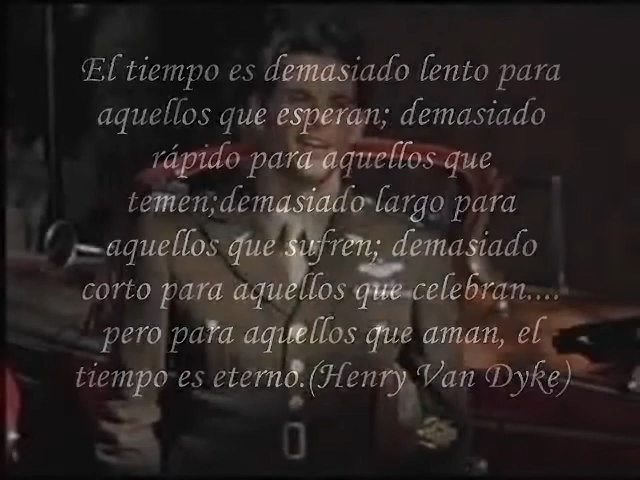 El tiempo es demasiado lento para
aquellos que esperan; demasiado
rápido para aquellos que
temen;demasiado largo para
aquellos que sufren; demasiado
corto para aquellos que celebran....
pero para aquellos que aman, el
tiempo es eterno.(Henry Van Dyke)